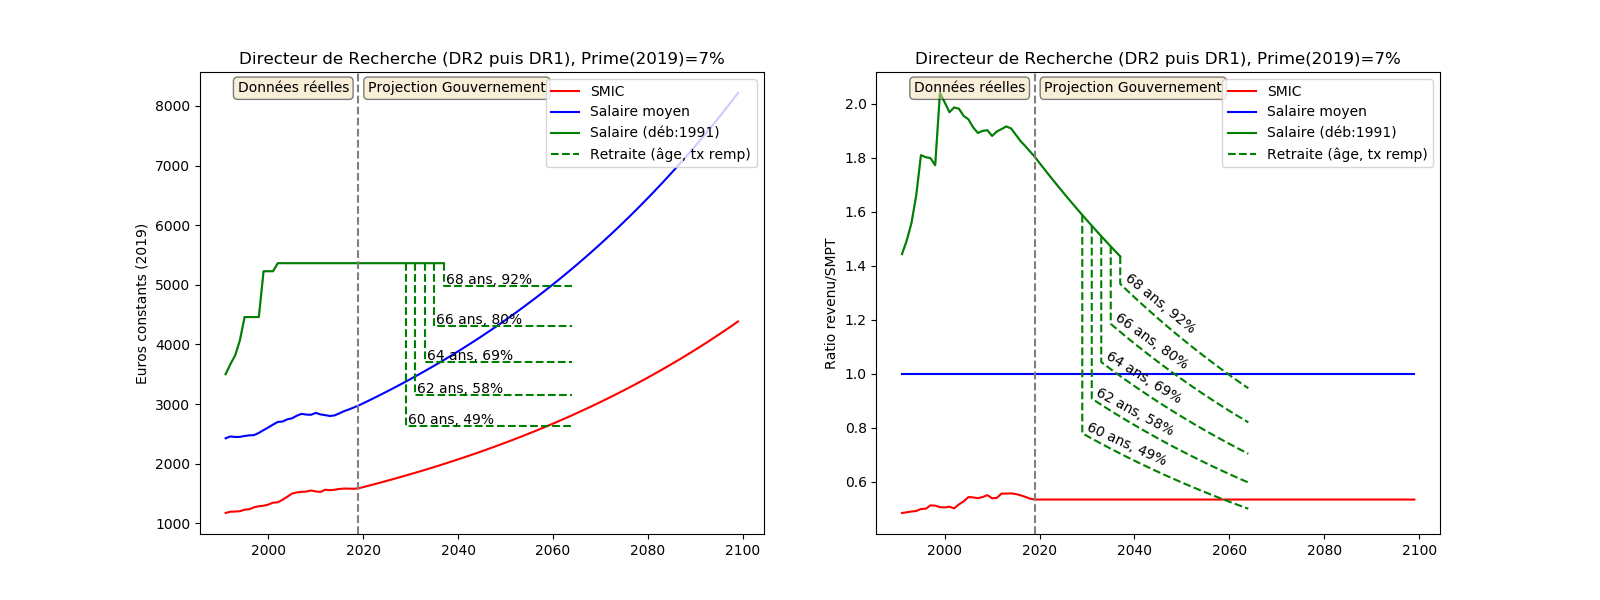 Directeur de Recherche (DR2 puis DR1), Prime(2019)=7%
Données réelles
Projection Gouvernement
SMIC
Salaire moyen
Salaire (déb:1991)
Retraite (âge, tx remp)
Euros constants (2019)
8000
7000
6000
5000
4000
3000
2000
1000
68 ans, 92%
66 ans, 80%
64 ans, 69%
62 ans, 58%
60 ans, 49%
2000 2020 2040 2060 2080 2100
Directeur de Recherche (DR2 puis DR1), Prime(2019)=7%
Données réelles
Projection Gouvernement
SMIC
Salaire moyen
Salaire (déb:1991)
Retraite (âge, tx remp)
Ratio revenu/SMPT
2.0
1.8
1.6
1.4
1.2
1.0
0.8
0.6
68 ans, 92%
66 ans, 80%
64 ans, 69%
62 ans, 58%
60 ans, 49%
2000 2020 2040 2060 2080 2100